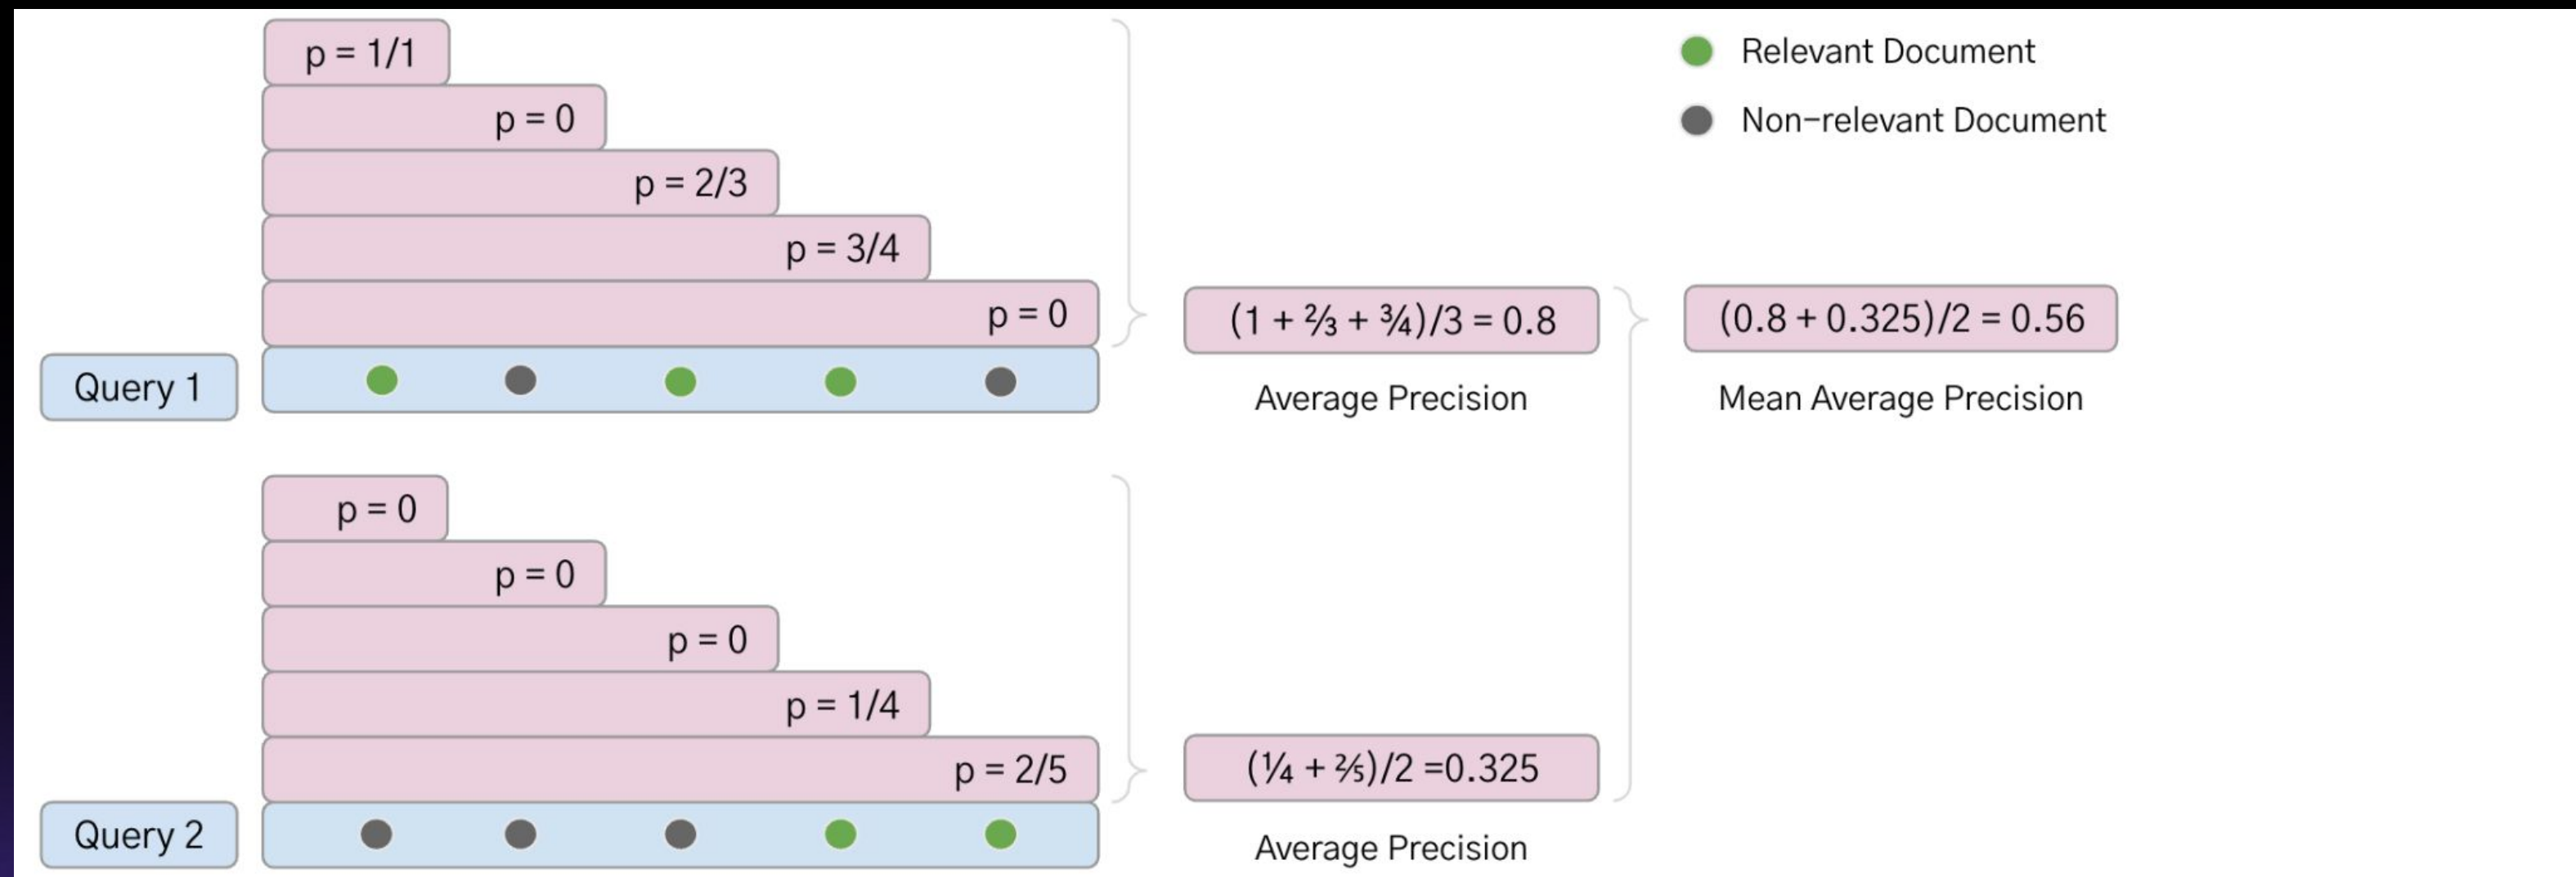 p = 1/1
p = 0
p = 2/3
p = 3/4
p = 0
Query 1
(1 + ⅔ + ¾)/3 = 0.8
Average Precision
(0.8 + 0.325)/2 = 0.56
Mean Average Precision
Relevant Document
Non-relevant Document
p = 0
p = 0
p = 0
p = 1/4
p = 2/5
Query 2
(¼ + ⅖)/2 =0.325
Average Precision